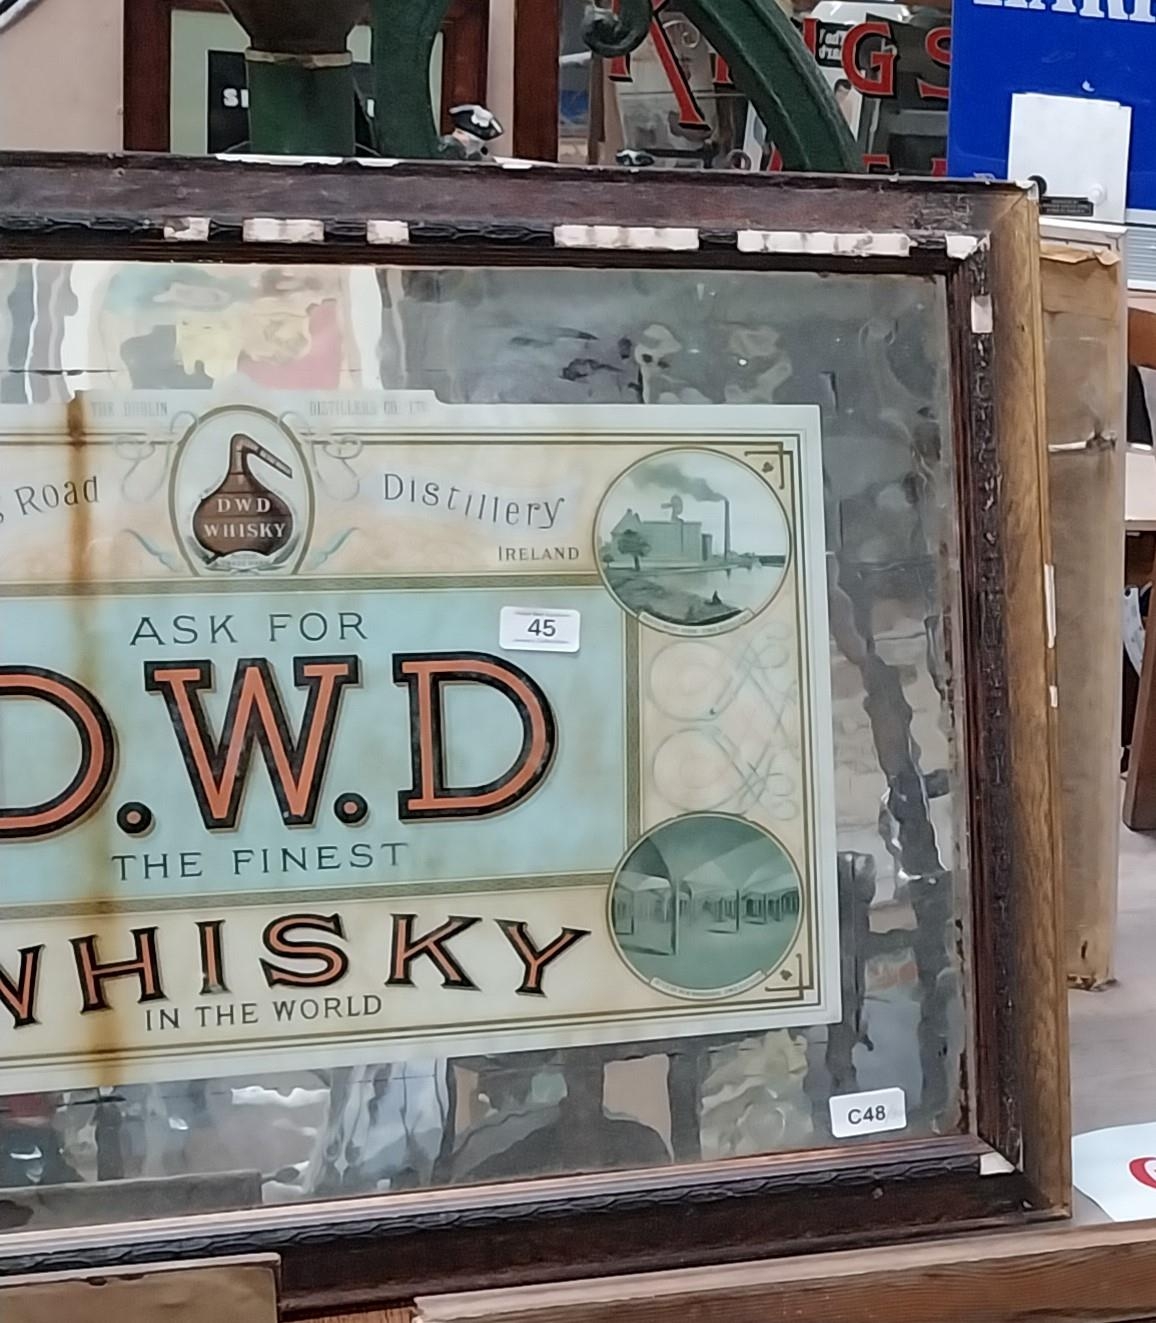 KINGS
THE DUBLIN DISTILLERS CO. LTD
Road Distillery
DWD
WHISKY
IRELAND
ASK FOR
45
D.W.D
THE FINEST
WHISKY
IN THE WORLD
C48